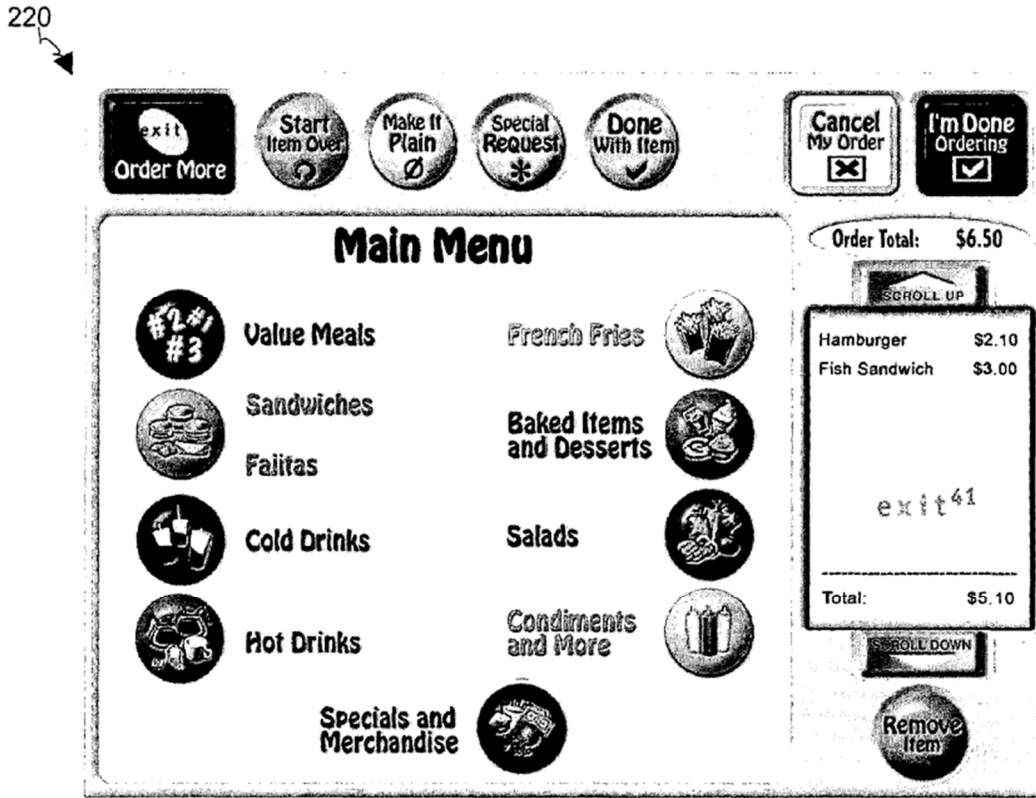 220
exit
Order More
Start
Item Over
Make It
Plain
Special
Request
Done
With Item
Cancel
My Order
I'm Done
Ordering
Main Menu
Order Total: $6.50
SCROLL UP
#2 #1
#3
Value Meals
French Fries
Hamburger $2.10
Fish Sandwich $3.00
Sandwiches
Fajitas
Baked Items
and Desserts
Cold Drinks
Salads
exit41
Total: $5.10
Hot Drinks
Condiments
and More
SCROLL DOWN
Specials and
Merchandise
Remove
Item